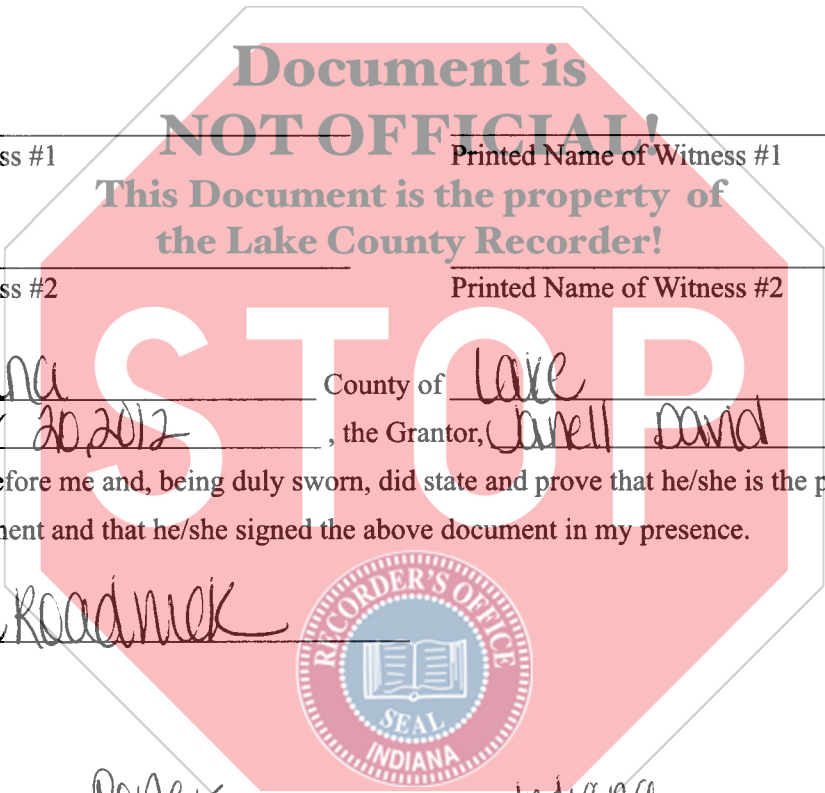 Document is
NOT OFFICIAL!
ss #1 Printed Name of Witness #1
This Document is the property of
the Lake County Recorder!
ss #2 Printed Name of Witness #2
STOP
na County of Lake
20, 2012, the Grantor, Janell David
efore me and, being duly sworn, did state and prove that he/she is the p
ment and that he/she signed the above document in my presence.
RECORDER'S OFFICE
SEAL
INDIANA